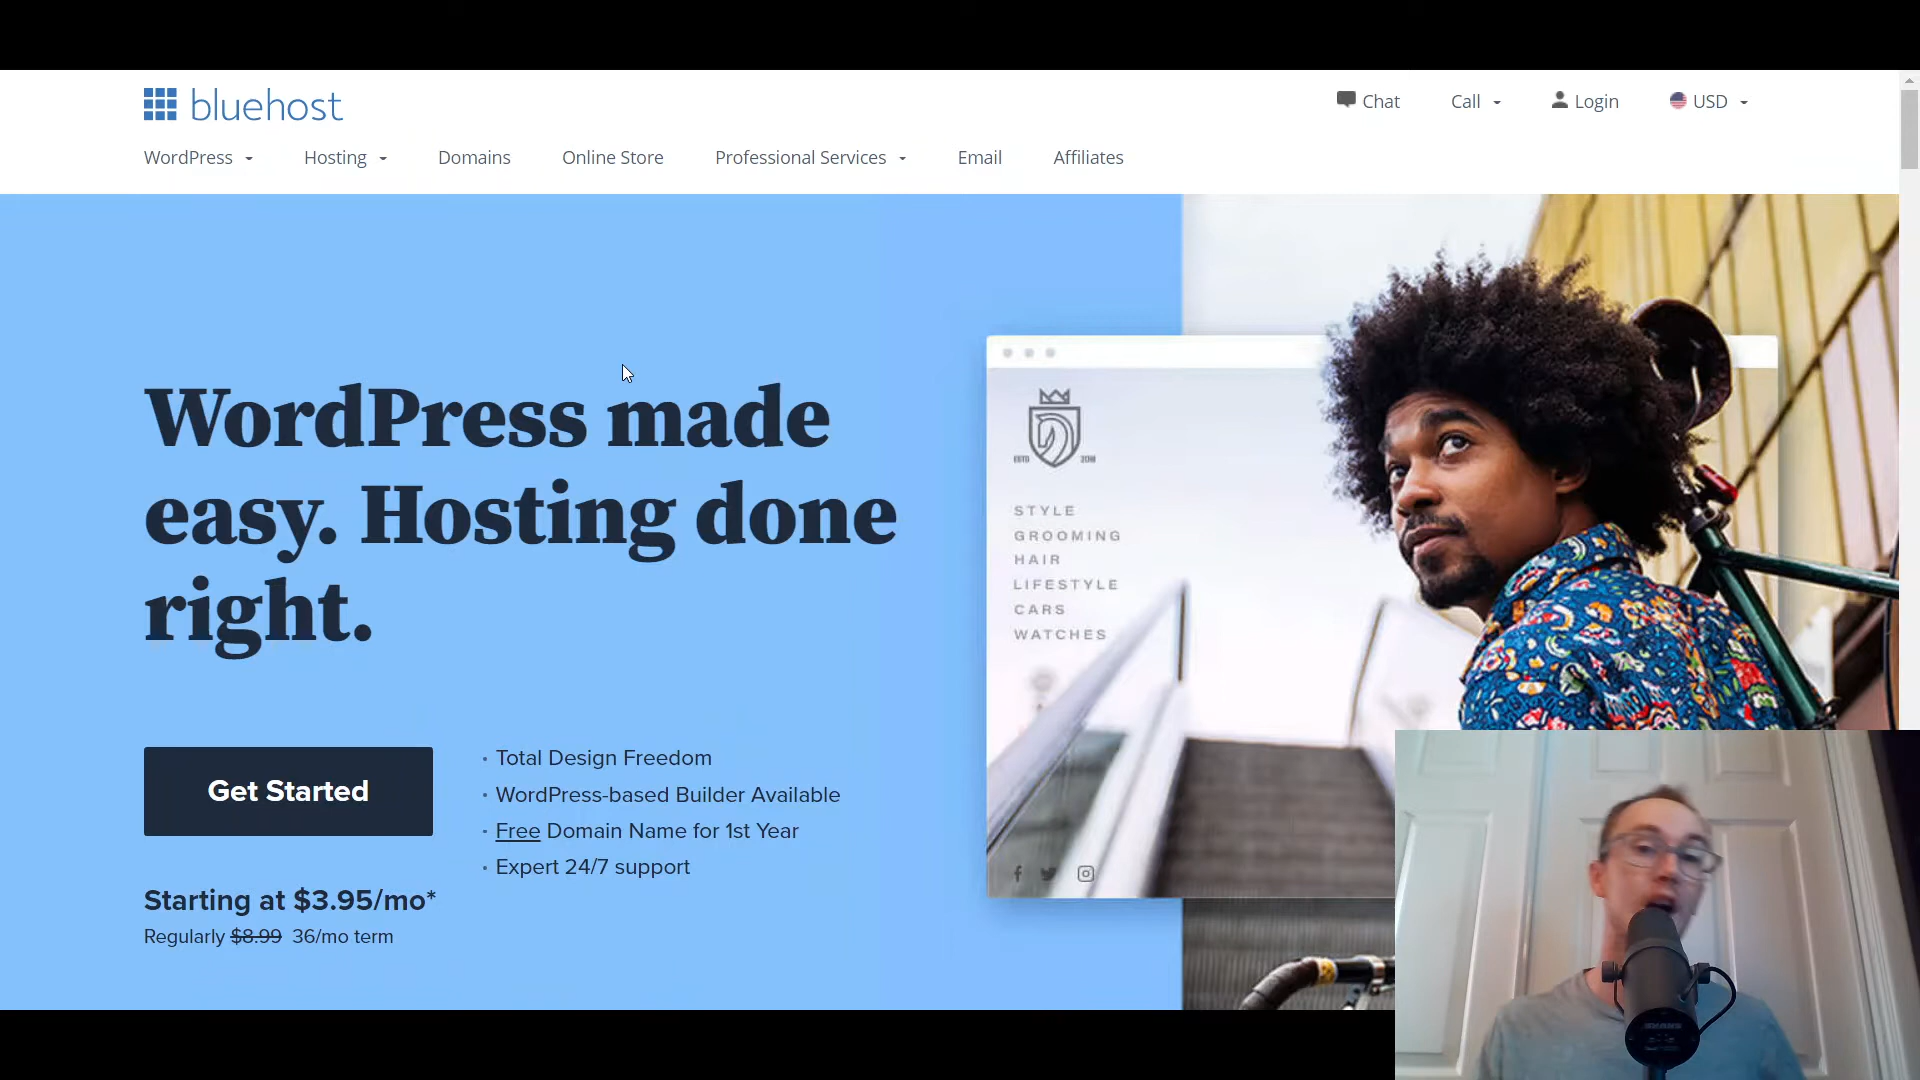 bluehost
Chat
Call
Login
USD
WordPress
Hosting
Domains
Online Store
Professional Services
Email
Affiliates
WordPress made
easy. Hosting done
right.
ESTD 2018
STYLE
GROOMING
HAIR
LIFESTYLE
CARS
WATCHES
Get Started
· Total Design Freedom
· WordPress-based Builder Available
· Free Domain Name for 1st Year
· Expert 24/7 support
Starting at $3.95/mo*
Regularly $8.99 36/mo term